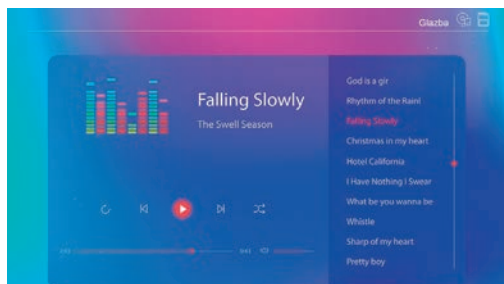 Glazba
Falling Slowly
The Swell Season
God is a gir
Rhythm of the Rainl
Falling Slowly
Christmas in my heart
Hotel California
I Have Nothing I Swear
What be you wanna be
Whistle
Sharp of my heart
Pretty boy